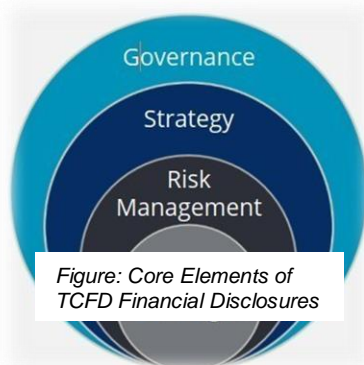 Governance
Strategy
Risk
Management
Figure: Core Elements of
TCFD Financial Disclosures